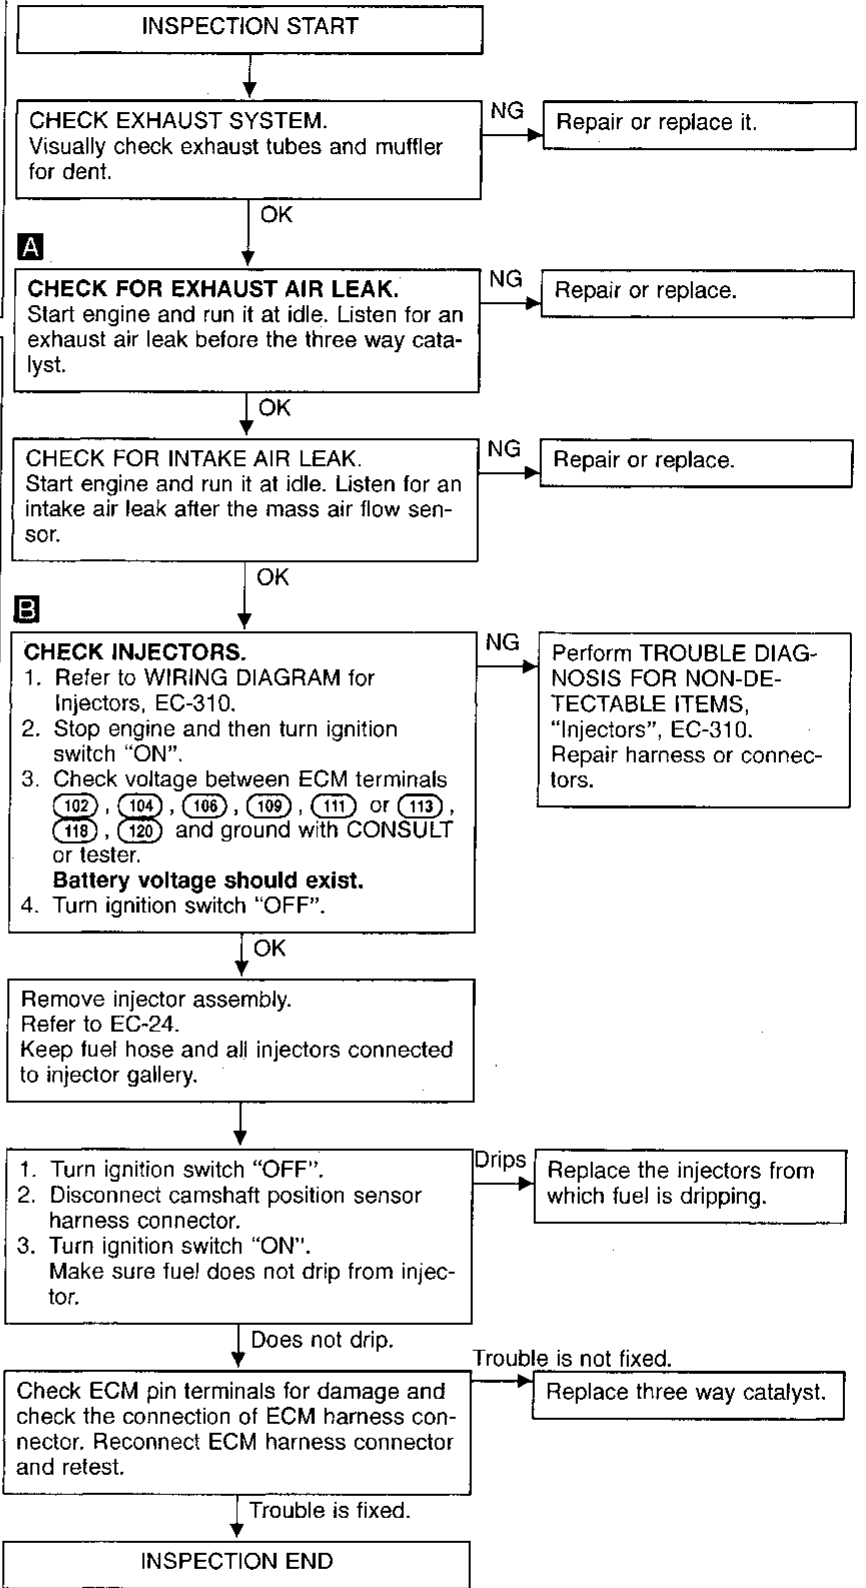 INSPECTION START
CHECK EXHAUST SYSTEM.
Visually check exhaust tubes and muffler
for dent.
NG
Repair or replace it.
OK
A
CHECK FOR EXHAUST AIR LEAK.
Start engine and run it at idle. Listen for an
exhaust air leak before the three way cata-
lyst.
NG
Repair or replace.
OK
CHECK FOR INTAKE AIR LEAK.
Start engine and run it at idle. Listen for an
intake air leak after the mass air flow sen-
sor.
NG
Repair or replace.
OK
B
CHECK INJECTORS.
1. Refer to WIRING DIAGRAM for
Injectors, EC-310.
2. Stop engine and then turn ignition
switch "ON".
3. Check voltage between ECM terminals
102, 104, 106, 109, 111 or 113,
118, 120 and ground with CONSULT
or tester.
Battery voltage should exist.
4. Turn ignition switch "OFF".
NG
Perform TROUBLE DIAG-
NOSIS FOR NON-DE-
TECTABLE ITEMS,
"Injectors", EC-310.
Repair harness or connec-
tors.
OK
Remove injector assembly.
Refer to EC-24.
Keep fuel hose and all injectors connected
to injector gallery.
1. Turn ignition switch "OFF".
2. Disconnect camshaft position sensor
harness connector.
3. Turn ignition switch "ON".
Make sure fuel does not drip from injec-
tor.
Drips
Replace the injectors from
which fuel is dripping.
Does not drip.
Check ECM pin terminals for damage and
check the connection of ECM harness con-
nector. Reconnect ECM harness connector
and retest.
Trouble is not fixed.
Replace three way catalyst.
Trouble is fixed.
INSPECTION END